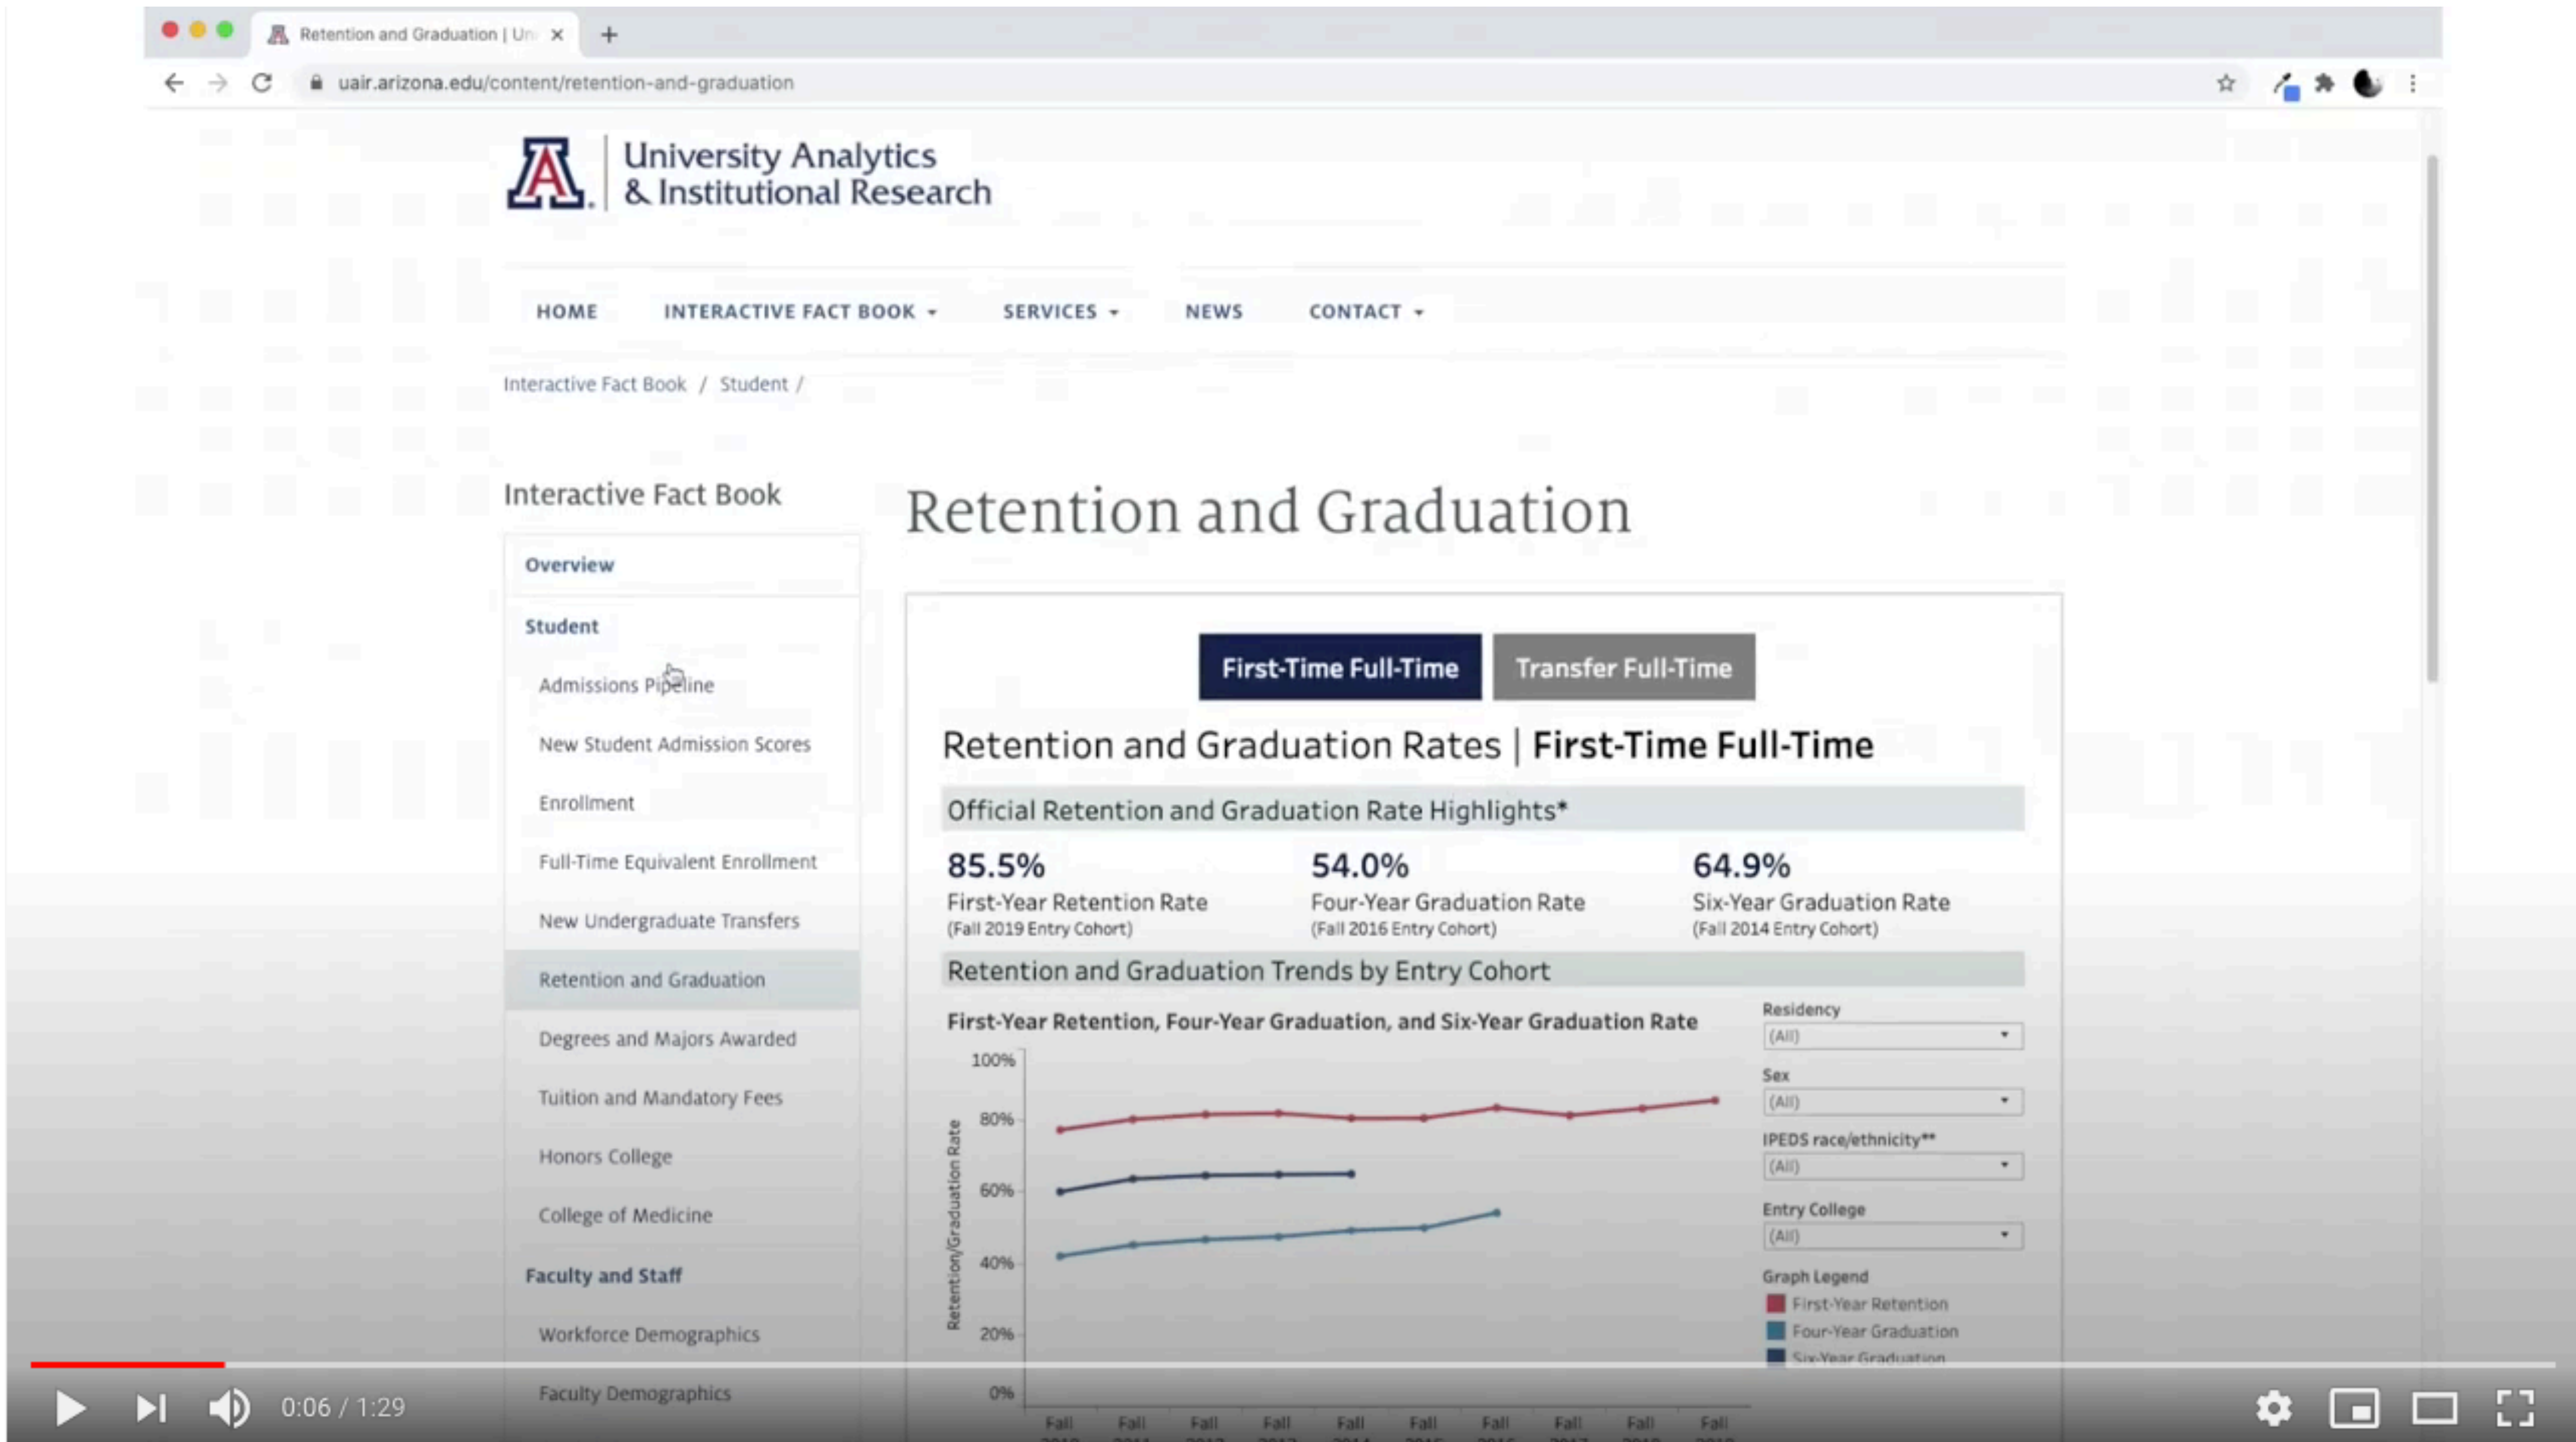 Retention and Graduation | Un
uair.arizona.edu/content/retention-and-graduation
A
University Analytics
& Institutional Research
HOME INTERACTIVE FACT BOOK SERVICES NEWS CONTACT
Interactive Fact Book / Student /
Interactive Fact Book
Overview
Student
Admissions Pipeline
New Student Admission Scores
Enrollment
Full-Time Equivalent Enrollment
New Undergraduate Transfers
Retention and Graduation
Degrees and Majors Awarded
Tuition and Mandatory Fees
Honors College
College of Medicine
Faculty and Staff
Workforce Demographics
Faculty Demographics
Retention and Graduation
First-Time Full-Time Transfer Full-Time
Retention and Graduation Rates | First-Time Full-Time
Official Retention and Graduation Rate Highlights*
85.5% 54.0% 64.9%
First-Year Retention Rate Four-Year Graduation Rate Six-Year Graduation Rate
(Fall 2019 Entry Cohort) (Fall 2016 Entry Cohort) (Fall 2014 Entry Cohort)
Retention and Graduation Trends by Entry Cohort
First-Year Retention, Four-Year Graduation, and Six-Year Graduation Rate
Retention/Graduation Rate
100%
80%
60%
40%
20%
0%
Fall Fall Fall Fall Fall Fall Fall Fall Fall Fall
Residency
(All)
Sex
(All)
IPEDS race/ethnicity**
(All)
Entry College
(All)
Graph Legend
First-Year Retention
Four-Year Graduation
Six-Year Graduation
0:06 / 1:29